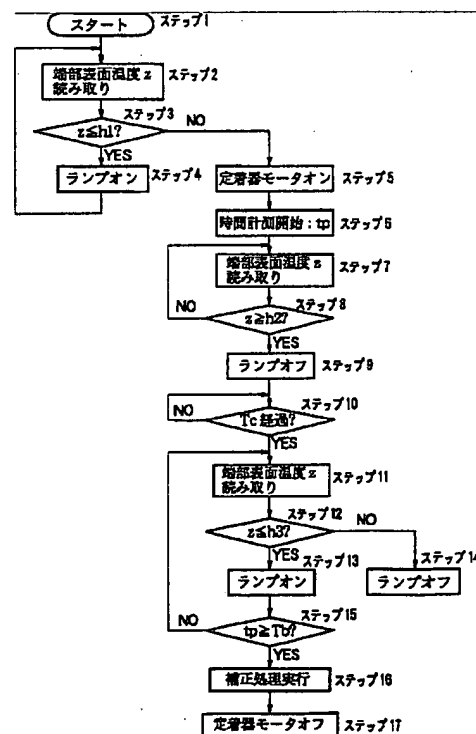 スタート ステップ1
端部表面温度 z ステップ2
読み取り
ステップ3
z≦h1? NO
YES
ランプオン ステップ4
定着器モータオン ステップ5
時間計測開始:tp ステップ6
端部表面温度 z ステップ7
読み取り
ステップ8
NO z≧h2?
YES
ランプオフ ステップ9
ステップ10
NO Tc 経過?
YES
端部表面温度 z ステップ11
読み取り
ステップ12
z≦h3? NO
YES ステップ13 ステップ14
ランプオン ランプオフ
ステップ15
NO tp≧Tb?
YES
補正処理実行 ステップ16
定着器モータオフ ステップ17